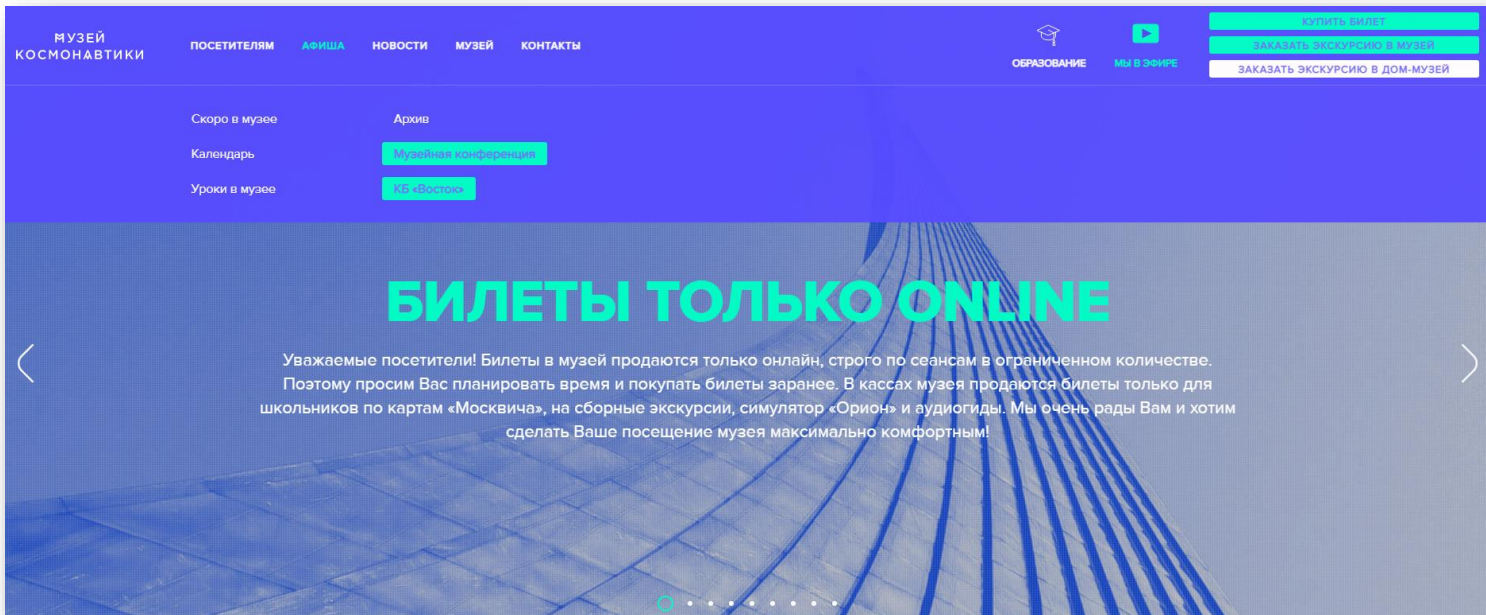 МУЗЕЙ
КОСМОНАВТИКИ
ПОСЕТИТЕЛЯМ АФИША НОВОСТИ МУЗЕЙ КОНТАКТЫ
ОБРАЗОВАНИЕ МЫ В ЭФИРЕ
КУПИТЬ БИЛЕТ
ЗАКАЗАТЬ ЭКСКУРСИЮ В МУЗЕЙ
ЗАКАЗАТЬ ЭКСКУРСИЮ В ДОМ-МУЗЕЙ
Скоро в музее Архив
Календарь Музейная конференция
Уроки в музее КБ «Восток»
БИЛЕТЫ ТОЛЬКО ONLINE
Уважаемые посетители! Билеты в музей продаются только онлайн, строго по сеансам в ограниченном количестве.
Поэтому просим Вас планировать время и покупать билеты заранее. В кассах музея продаются билеты только для
школьников по картам «Москвича», на сборные экскурсии, симулятор «Орион» и аудиогиды. Мы очень рады Вам и хотим
сделать Ваше посещение музея максимально комфортным!